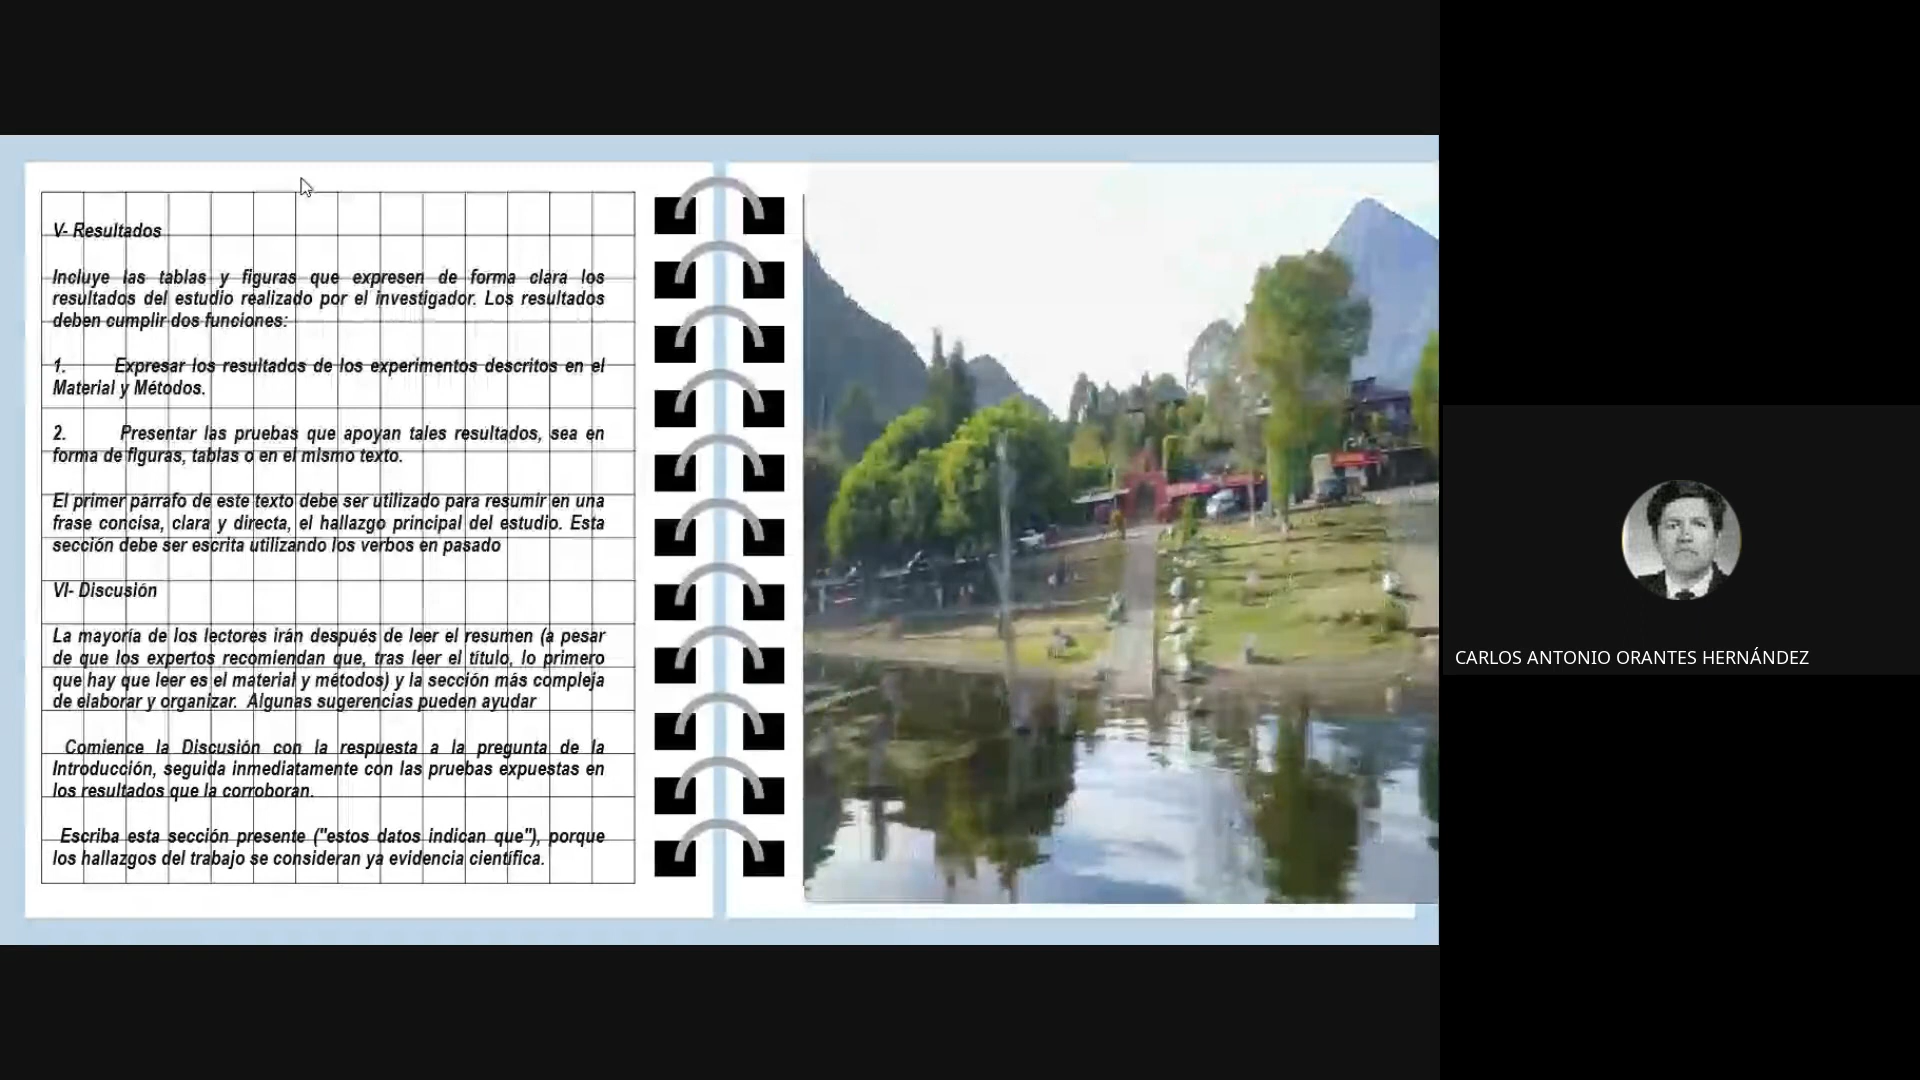 V- Resultados
Incluye las tablas y figuras que expresen de forma clara los
resultados del estudio realizado por el investigador. Los resultados
deben cumplir dos funciones:
1. Expresar los resultados de los experimentos descritos en el
Material y Métodos.
2. Presentar las pruebas que apoyan tales resultados, sea en
forma de figuras, tablas o en el mismo texto.
El primer párrafo de este texto debe ser utilizado para resumir en una
frase concisa, clara y directa, el hallazgo principal del estudio. Esta
sección debe ser escrita utilizando los verbos en pasado
VI- Discusión
La mayoría de los lectores irán después de leer el resumen (a pesar
de que los expertos recomiendan que, tras leer el título, lo primero
que hay que leer es el material y métodos) y la sección más compleja
de elaborar y organizar. Algunas sugerencias pueden ayudar
Comience la Discusión con la respuesta a la pregunta de la
Introducción, seguida inmediatamente con las pruebas expuestas en
los resultados que la corroboran.
Escriba esta sección presente ("estos datos indican que"), porque
los hallazgos del trabajo se consideran ya evidencia científica.
CARLOS ANTONIO ORANTES HERNÁNDEZ